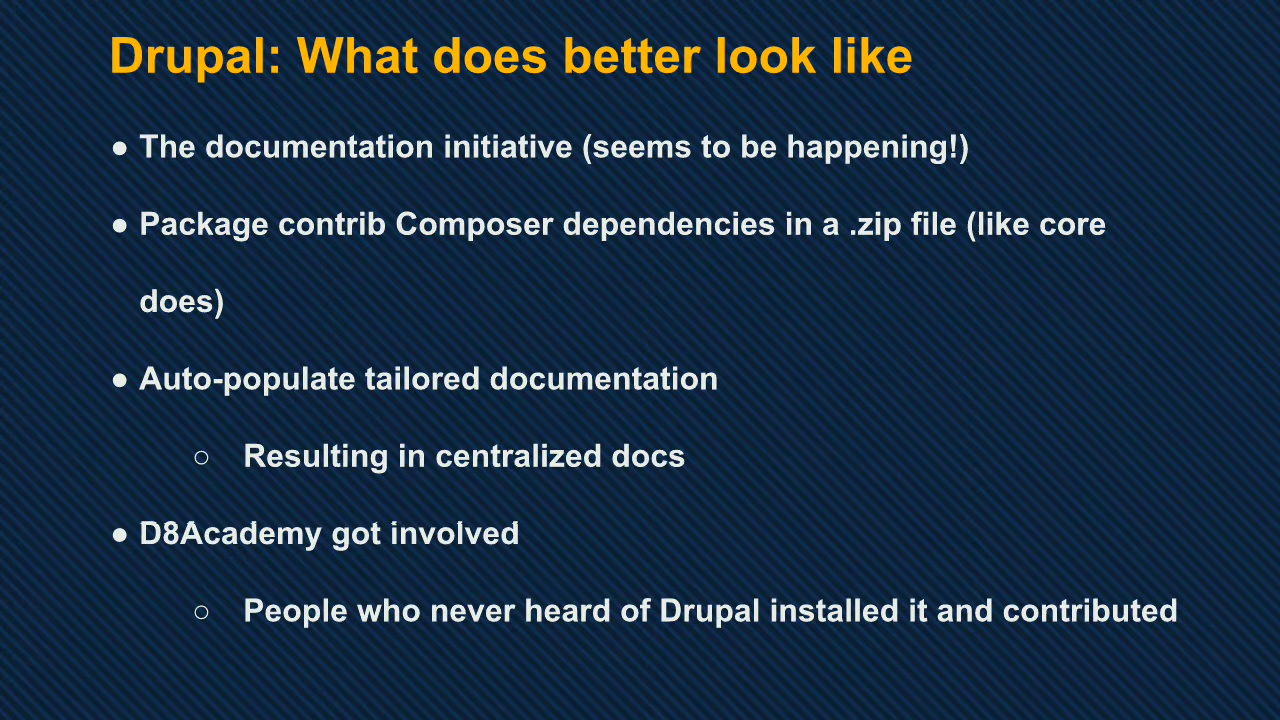 Drupal: What does better look like
● The documentation initiative (seems to be happening!)
● Package contrib Composer dependencies in a .zip file (like core
does)
● Auto-populate tailored documentation
○ Resulting in centralized docs
● D8Academy got involved
○ People who never heard of Drupal installed it and contributed